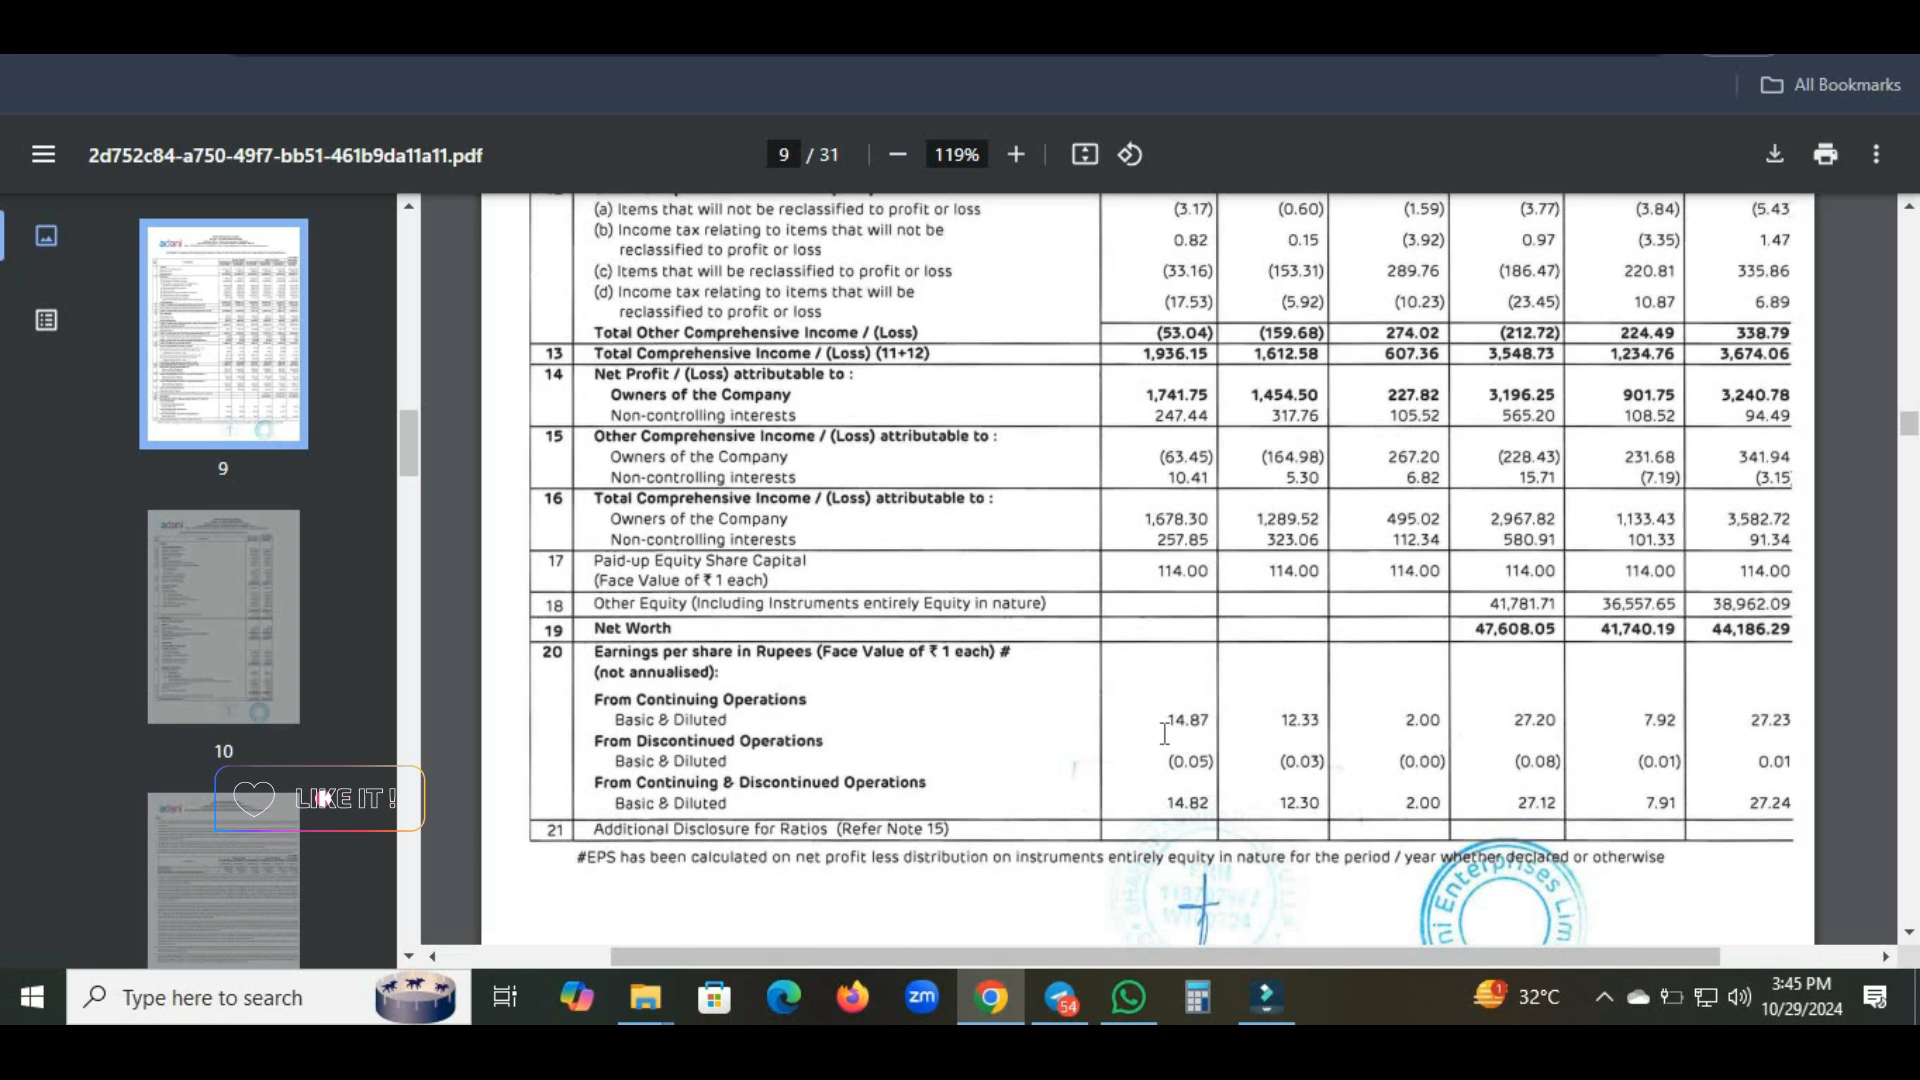 All Bookmarks
2d752c84-a750-49f7-bb51-461b9da11a11.pdf
9 / 31
119%
(a) Items that will not be reclassified to profit or loss (3.17) (0.60) (1.59) (3.77) (3.84) (5.43
(b) Income tax relating to items that will not be
reclassified to profit or loss 0.82 0.15 (3.92) 0.97 (3.35) 1.47
(c) Items that will be reclassified to profit or loss (33.16) (153.31) 289.76 (186.47) 220.81 335.86
(d) Income tax relating to items that will be
reclassified to profit or loss (17.53) (5.92) (10.23) (23.45) 10.87 6.89
Total Other Comprehensive Income / (Loss) (53.04) (159.68) 274.02 (212.72) 224.49 338.79
13 Total Comprehensive Income / (Loss) (11+12) 1,936.15 1,612.58 607.36 3,548.73 1,234.76 3,674.06
14 Net Profit / (Loss) attributable to :
Owners of the Company 1,741.75 1,454.50 227.82 3,196.25 901.75 3,240.78
Non-controlling interests 247.44 317.76 105.52 565.20 108.52 94.49
15 Other Comprehensive Income / (Loss) attributable to :
Owners of the Company (63.45) (164.98) 267.20 (228.43) 231.68 341.94
Non-controlling interests 10.41 5.30 6.82 15.71 (7.19) (3.15
16 Total Comprehensive Income / (Loss) attributable to :
Owners of the Company 1,678.30 1,289.52 495.02 2,967.82 1,133.43 3,582.72
Non-controlling interests 257.85 323.06 112.34 580.91 101.33 91.34
17 Paid-up Equity Share Capital
(Face Value of ₹ 1 each) 114.00 114.00 114.00 114.00 114.00 114.00
18 Other Equity (Including Instruments entirely Equity in nature) 41,781.71 36,557.65 38,962.09
19 Net Worth 47,608.05 41,740.19 44,186.29
20 Earnings per share in Rupees (Face Value of ₹ 1 each) #
(not annualised):
From Continuing Operations
Basic & Diluted 14.87 12.33 2.00 27.20 7.92 27.23
From Discontinued Operations
Basic & Diluted (0.05) (0.03) (0.00) (0.08) (0.01) 0.01
From Continuing & Discontinued Operations
Basic & Diluted 14.82 12.30 2.00 27.12 7.91 27.24
21 Additional Disclosure for Ratios (Refer Note 15)
#EPS has been calculated on net profit less distribution on instruments entirely equity in nature for the period / year whether declared or otherwise
ni Enterprises Lim
adani
9
adani
10
LIKE IT !
Type here to search
zm
54
1
32°C
3:45 PM
10/29/2024